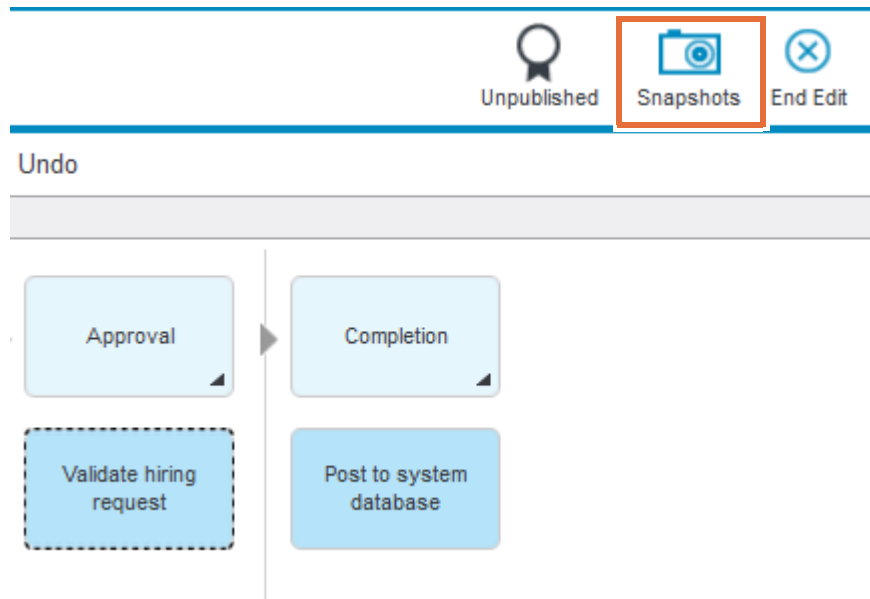 Unpublished
Snapshots
End Edit
Undo
Approval
Completion
Validate hiring
request
Post to system
database